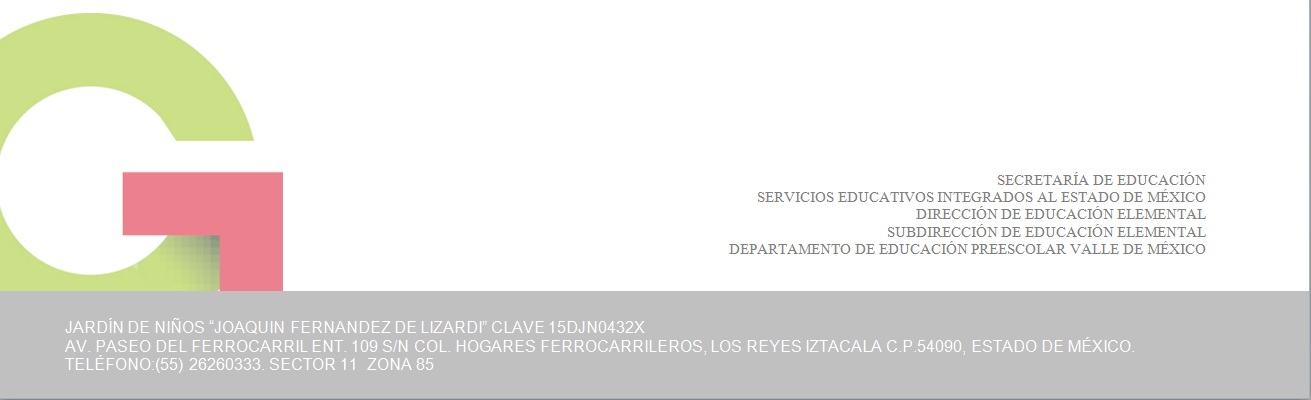 SECRETARÍA DE EDUCACIÓN
SERVICIOS EDUCATIVOS INTEGRADOS AL ESTADO DE MÉXICO
DIRECCIÓN DE EDUCACIÓN ELEMENTAL
SUBDIRECCIÓN DE EDUCACIÓN ELEMENTAL
DEPARTAMENTO DE EDUCACIÓN PREESCOLAR VALLE DE MÉXICO
JARDÍN DE NIÑOS “JOAQUIN FERNANDEZ DE LIZARDI” CLAVE 15DJN0432X
AV. PASEO DEL FERROCARRIL ENT. 109 S/N COL. HOGARES FERROCARRILEROS, LOS REYES IZTACALA C.P.54090, ESTADO DE MÉXICO.
TELÉFONO:(55) 26260333. SECTOR 11 ZONA 85